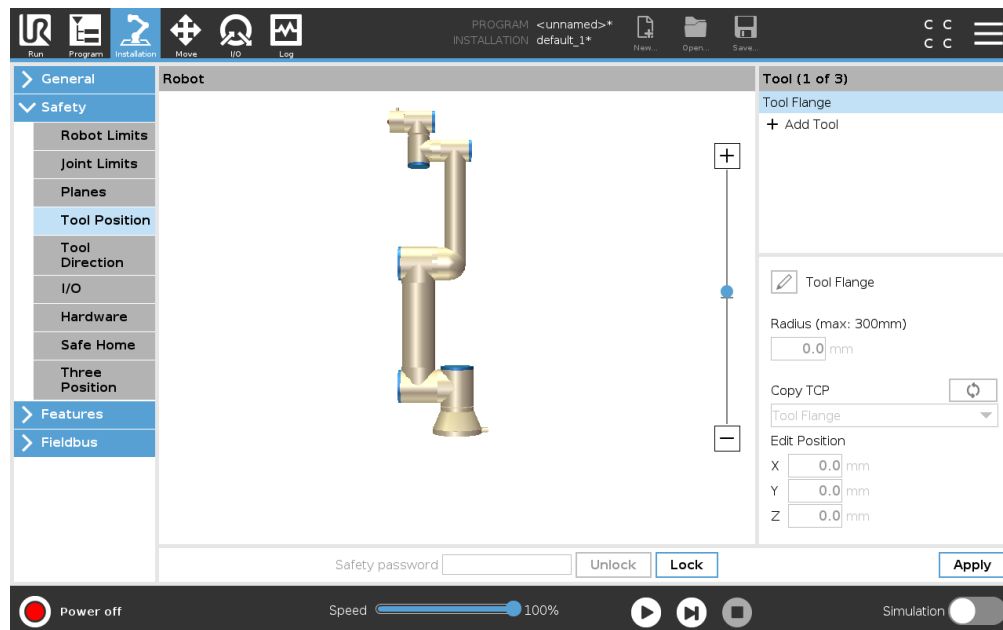 PROGRAM <unnamed>*
INSTALLATION default_1*
Run
Program
Installation
Move
I/O
Log
New...
Open...
Save...
C C
C C
General
Safety
Robot Limits
Joint Limits
Planes
Tool Position
Tool
Direction
I/O
Hardware
Safe Home
Three
Position
Features
Fieldbus
Robot
Tool (1 of 3)
Tool Flange
+ Add Tool
Tool Flange
Radius (max: 300mm)
0.0 mm
Copy TCP
Tool Flange
Edit Position
X 0.0 mm
Y 0.0 mm
Z 0.0 mm
Safety password
Unlock
Lock
Apply
Power off
Speed
100%
Simulation